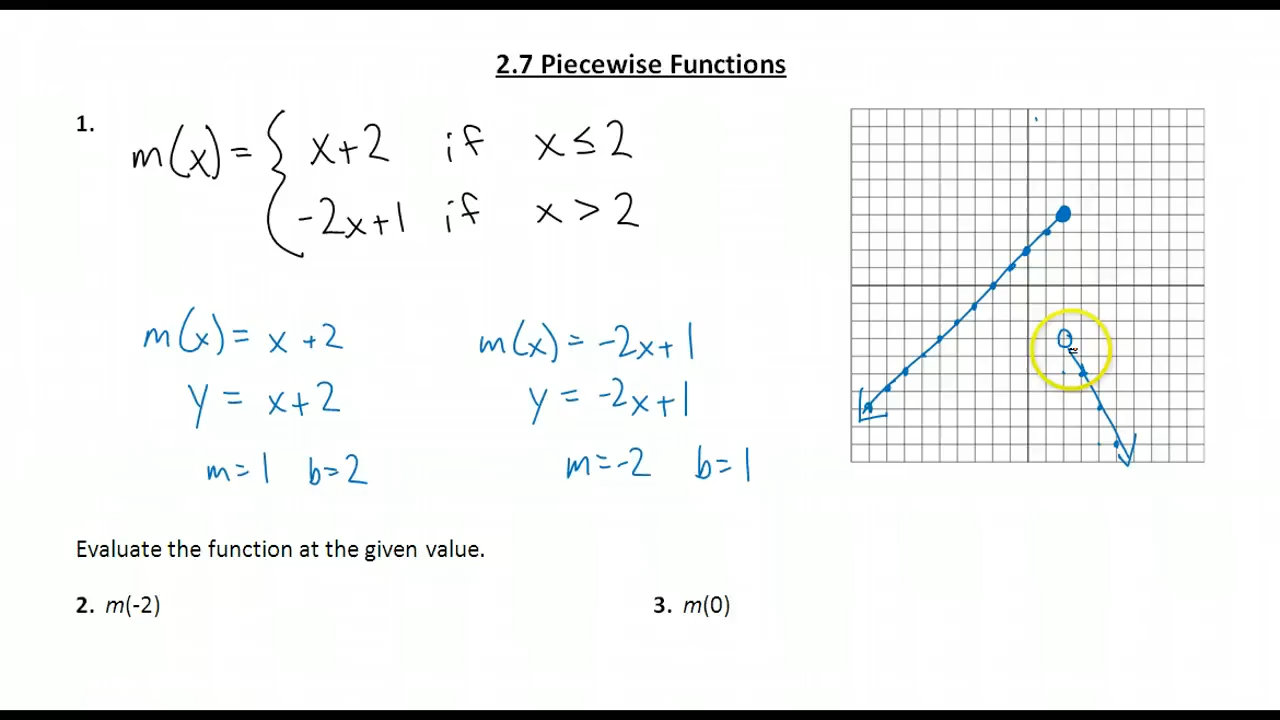 2.7 Piecewise Functions
1.
m(x) = { x+2 if x ≤ 2
-2x+1 if x > 2
m(x) = x+2 m(x) = -2x+1
y = x+2 y = -2x+1
m=1 b=2 m=-2 b=1
Evaluate the function at the given value.
2. m(-2) 3. m(0)